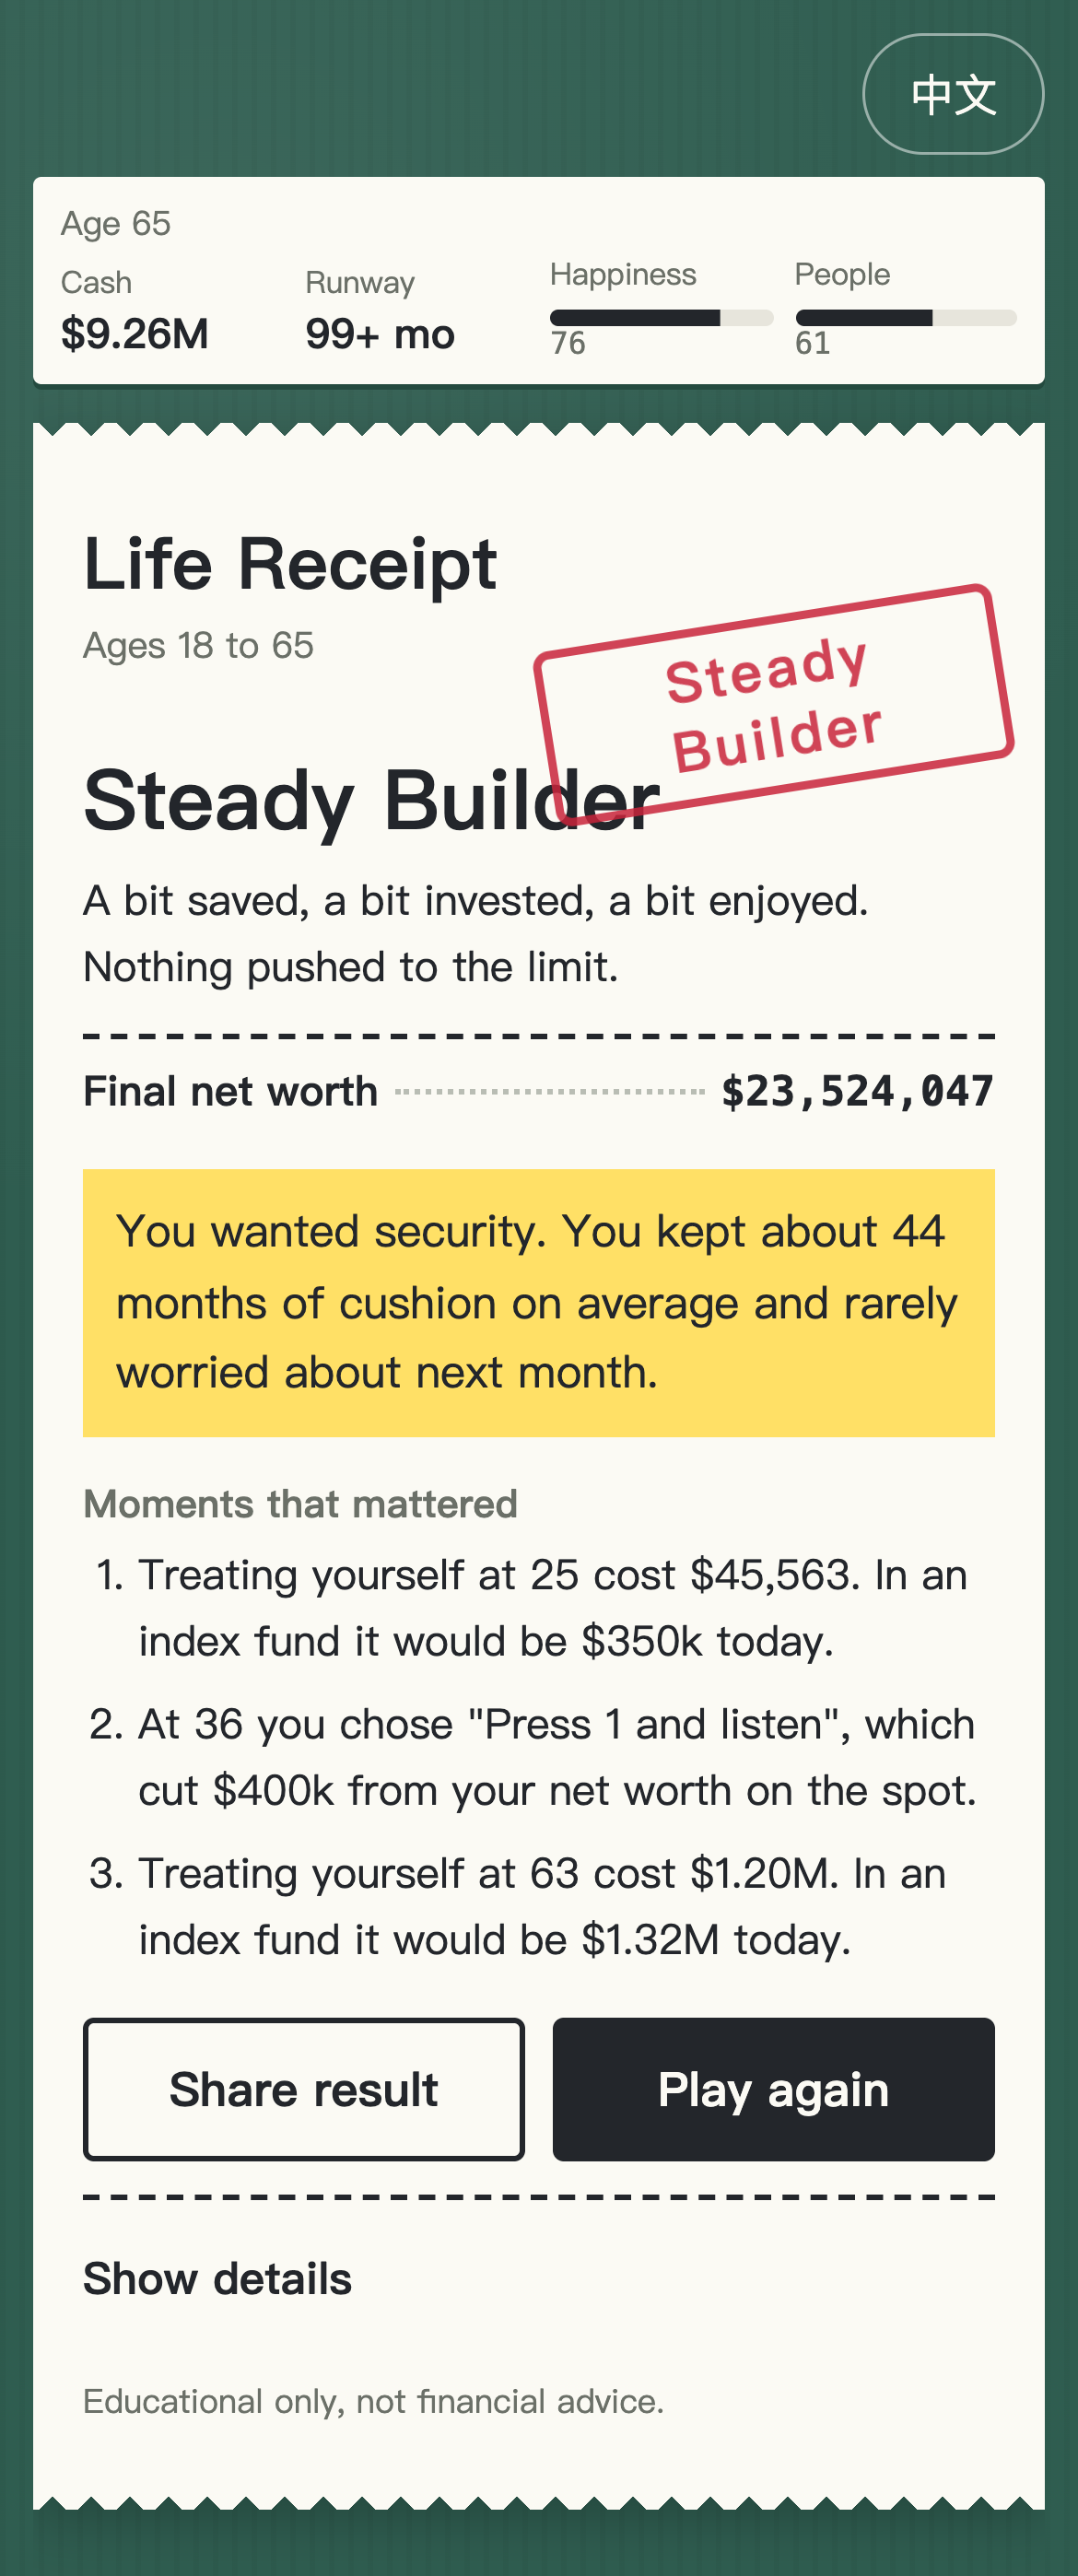 中文
Age 65
Cash
$9.26M
Runway
99+ mo
Happiness
76
People
61
Life Receipt
Ages 18 to 65
Steady
Builder
Steady Builder
A bit saved, a bit invested, a bit enjoyed.
Nothing pushed to the limit.
Final net worth $23,524,047
You wanted security. You kept about 44
months of cushion on average and rarely
worried about next month.
Moments that mattered
1. Treating yourself at 25 cost $45,563. In an
index fund it would be $350k today.
2. At 36 you chose "Press 1 and listen", which
cut $400k from your net worth on the spot.
3. Treating yourself at 63 cost $1.20M. In an
index fund it would be $1.32M today.
Share result
Play again
Show details
Educational only, not financial advice.